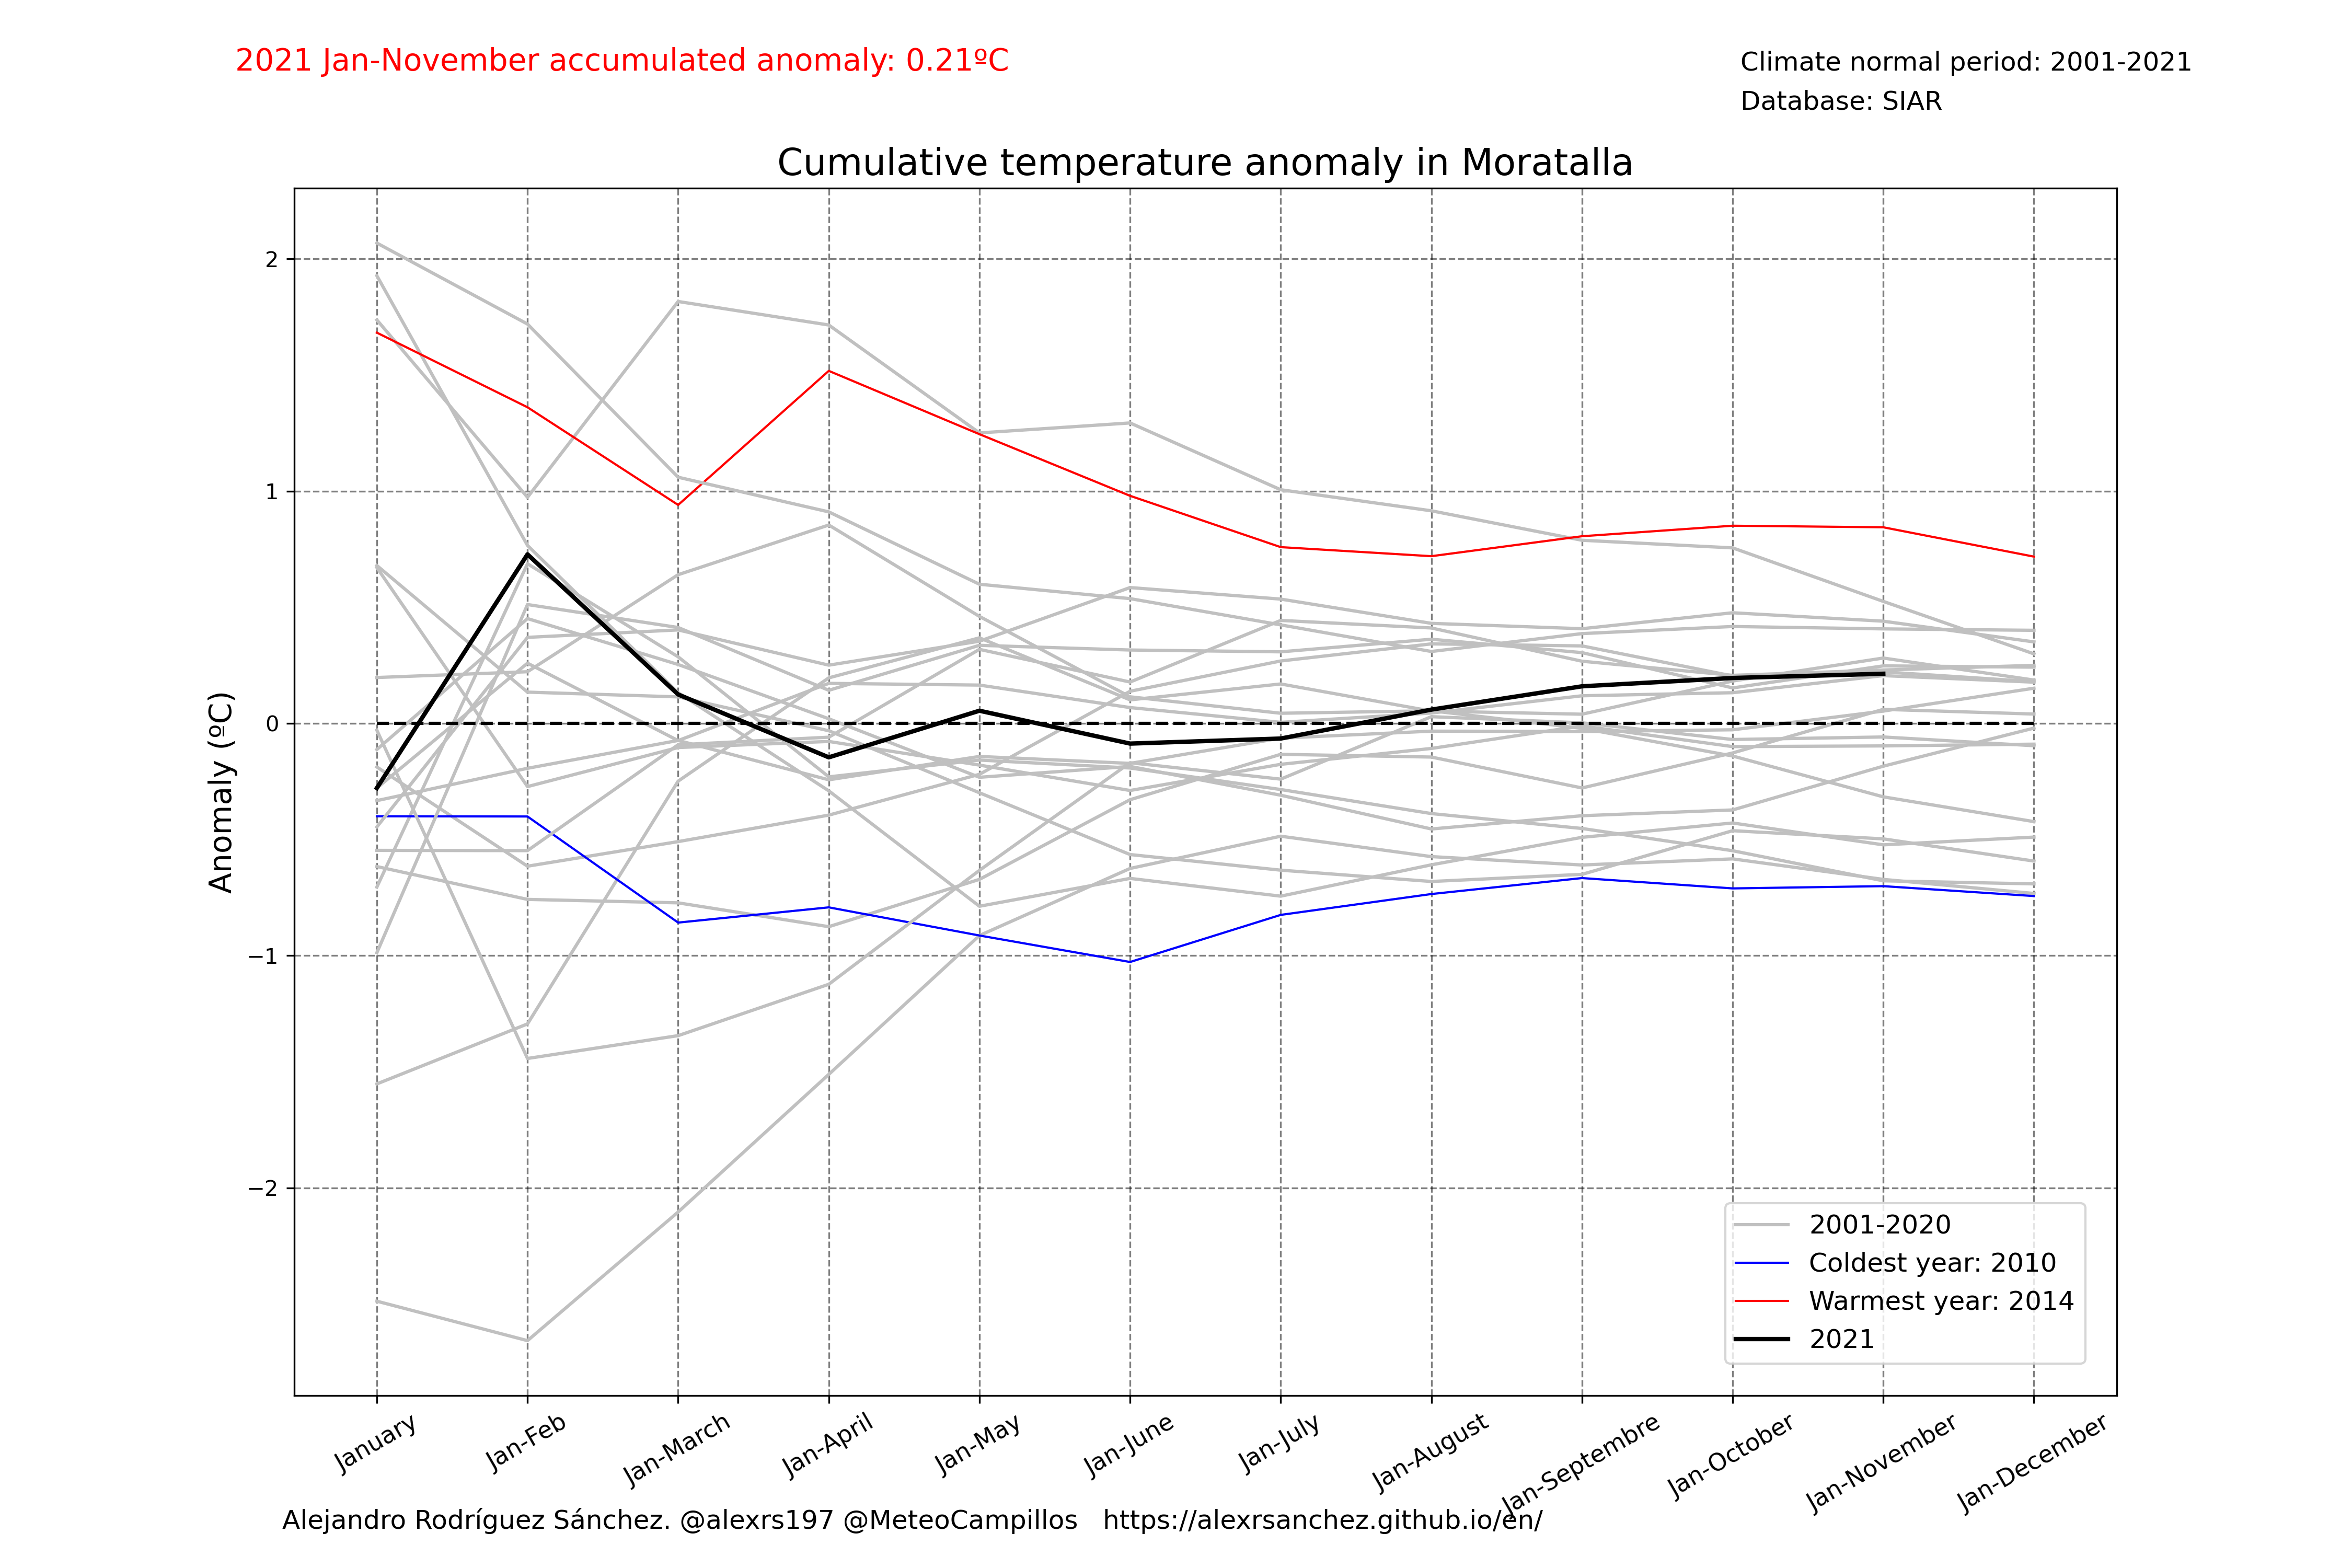 2021 Jan-November accumulated anomaly: 0.21ºC
Climate normal period: 2001-2021
Database: SIAR
Cumulative temperature anomaly in Moratalla
Anomaly (ºC)
2
1
0
−1
−2
2001-2020
Coldest year: 2010
Warmest year: 2014
2021
January
Jan-Feb
Jan-March
Jan-April
Jan-May
Jan-June
Jan-July
Jan-August
Jan-Septembre
Jan-October
Jan-November
Jan-December
Alejandro Rodríguez Sánchez. @alexrs197 @MeteoCampillos   https://alexrsanchez.github.io/en/